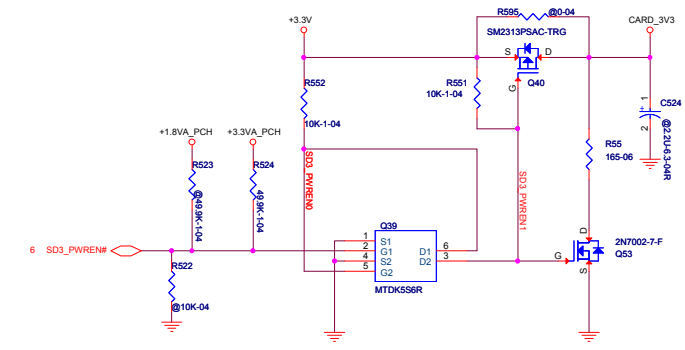 R595 @0-04
+3.3V
CARD_3V3
SM2313PSAC-TRG
S D
G
Q40
R552
10K-1-04
R551
10K-1-04
1
C524
+
2
@2.2U-6.3-04R
+1.8VA_PCH
+3.3VA_PCH
R523
@49.9K-1-04
R524
49.9K-1-04
SD3_PWREN0
R55
165-06
SD3_PWREN1
Q39
D
2N7002-7-F
G
Q53
S
1 S1
2 G1 D1 6
4 S2 D2 3
5 G2
MTDK5S6R
6 SD3_PWREN#
R522
@10K-04